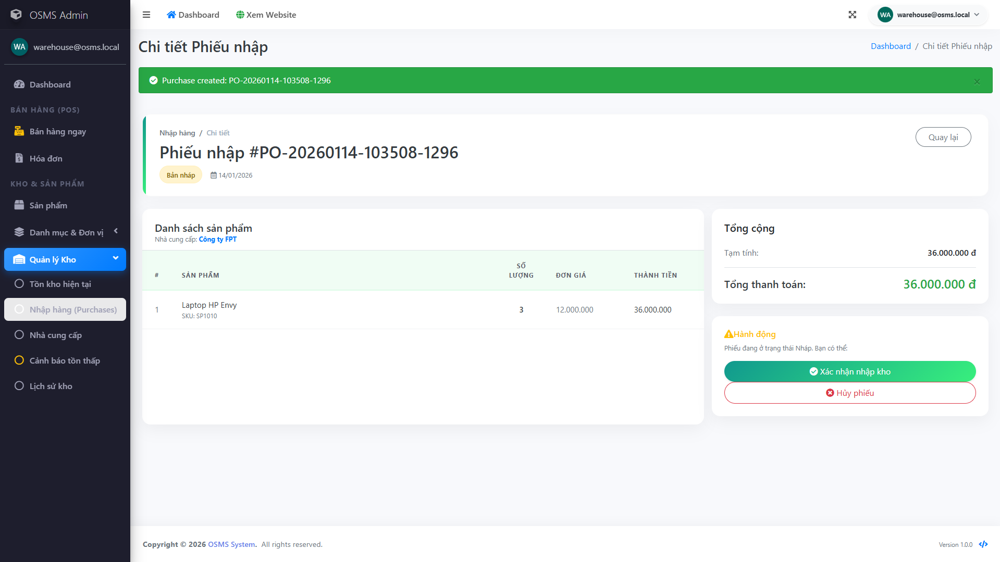 OSMS Admin
WA warehouse@osms.local
Dashboard
BÁN HÀNG (POS)
Bán hàng ngay
Hóa đơn
KHO & SẢN PHẨM
Sản phẩm
Danh mục & Đơn vị
Quản lý Kho
Tồn kho hiện tại
Nhập hàng (Purchases)
Nhà cung cấp
Cảnh báo tồn thấp
Lịch sử kho
Dashboard Xem Website
WA warehouse@osms.local
Chi tiết Phiếu nhập
Dashboard / Chi tiết Phiếu nhập
Purchase created: PO-20260114-103508-1296
×
Nhập hàng / Chi tiết
Phiếu nhập #PO-20260114-103508-1296
Bản nháp 14/01/2026
Quay lại
Danh sách sản phẩm
Nhà cung cấp: Công ty FPT
# SẢN PHẨM SỐ LƯỢNG ĐƠN GIÁ THÀNH TIỀN
1 Laptop HP Envy 3 12.000.000 36.000.000
SKU: SP1010
Tổng cộng
Tạm tính: 36.000.000 đ
Tổng thanh toán: 36.000.000 đ
Hành động
Phiếu đang ở trạng thái Nháp. Bạn có thể:
Xác nhận nhập kho
Hủy phiếu
Copyright © 2026 OSMS System. All rights reserved.
Version 1.0.0